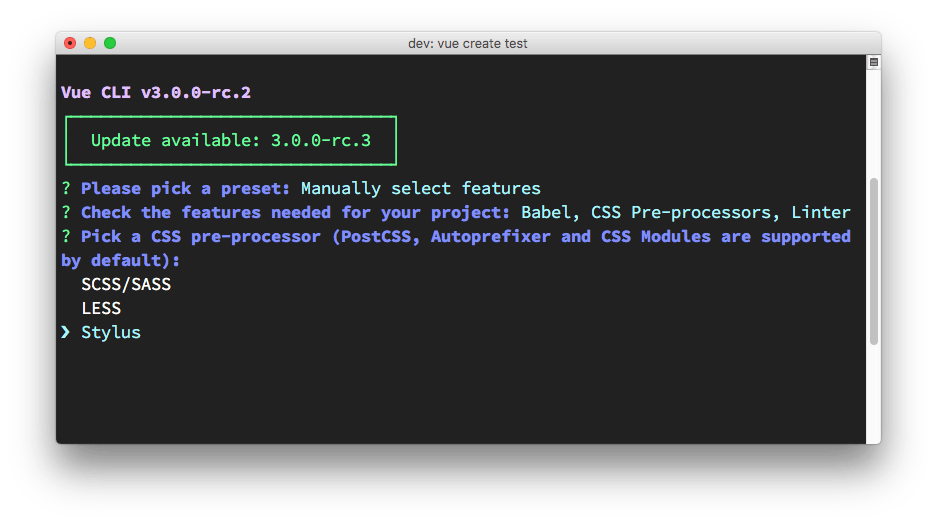 dev: vue create test
Vue CLI v3.0.0-rc.2
Update available: 3.0.0-rc.3
? Please pick a preset: Manually select features
? Check the features needed for your project: Babel, CSS Pre-processors, Linter
? Pick a CSS pre-processor (PostCSS, Autoprefixer and CSS Modules are supported
by default):
SCSS/SASS
LESS
❯ Stylus